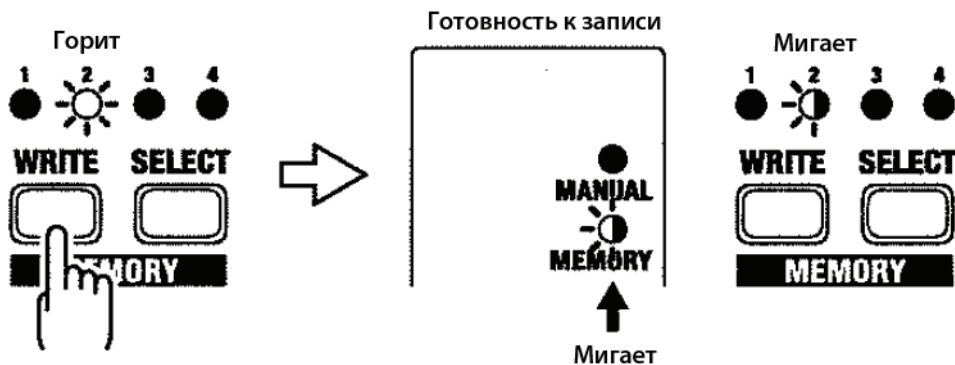 Готовность к записи
Горит
1 2 3 4
WRITE SELECT
MEMORY
MANUAL
MEMORY
Мигает
Мигает
1 2 3 4
WRITE SELECT
MEMORY